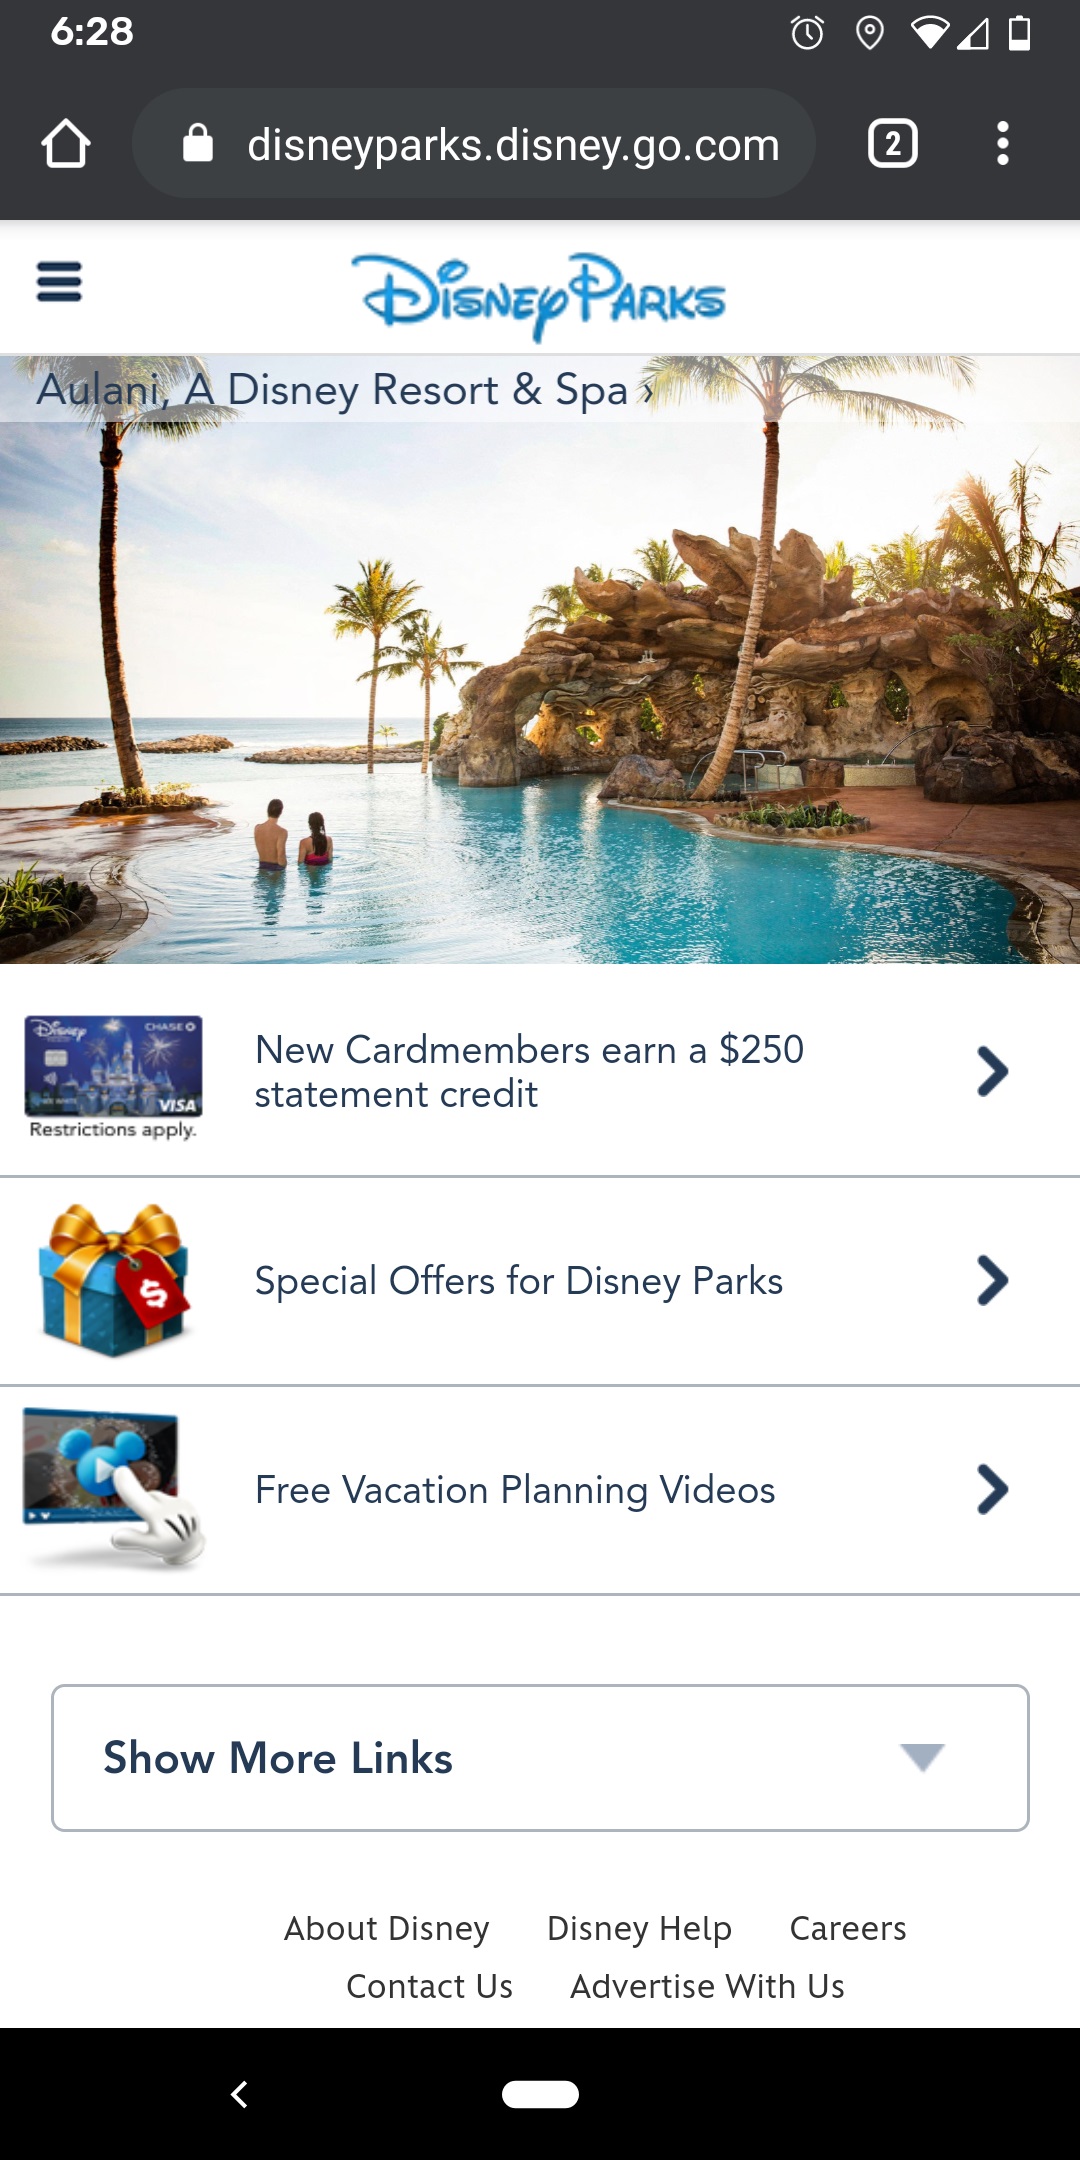 6:28
disneyparks.disney.go.com
2
Disney Parks
Aulani, A Disney Resort & Spa ›
Disney
CHASE
VISA
Restrictions apply.
New Cardmembers earn a $250
statement credit
$
Special Offers for Disney Parks
Free Vacation Planning Videos
Show More Links
About Disney Disney Help Careers
Contact Us Advertise With Us